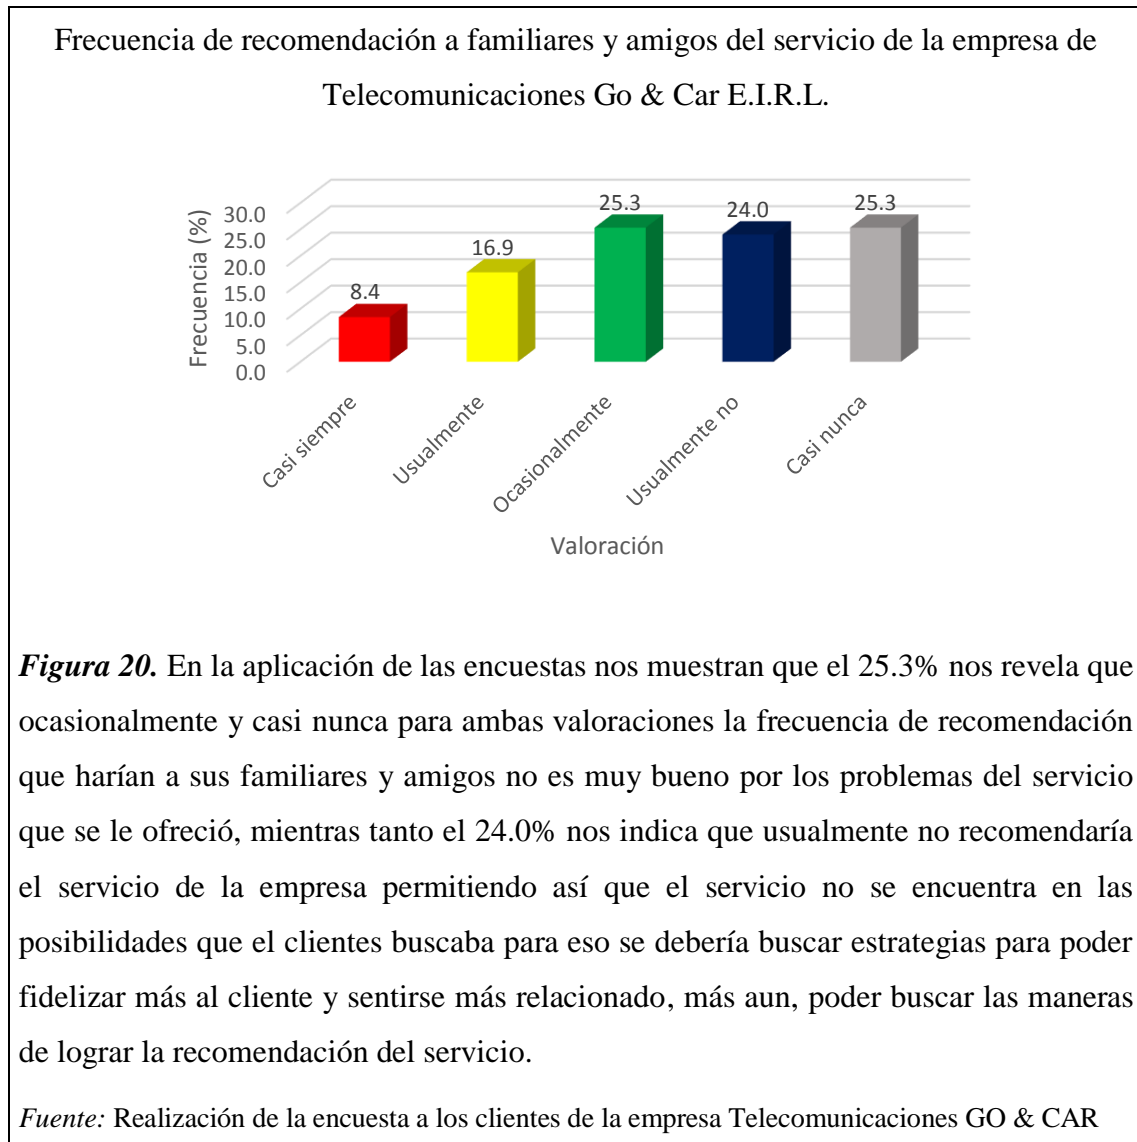 Frecuencia de recomendación a familiares y amigos del servicio de la empresa de
Telecomunicaciones Go & Car E.I.R.L.
Frecuencia (%)
30.0
25.0
20.0
15.0
10.0
5.0
0.0
8.4
16.9
25.3
24.0
25.3
Casi siempre
Usualmente
Ocasionalmente
Usualmente no
Casi nunca
Valoración
Figura 20. En la aplicación de las encuestas nos muestran que el 25.3% nos revela que
ocasionalmente y casi nunca para ambas valoraciones la frecuencia de recomendación
que harían a sus familiares y amigos no es muy bueno por los problemas del servicio
que se le ofreció, mientras tanto el 24.0% nos indica que usualmente no recomendaría
el servicio de la empresa permitiendo así que el servicio no se encuentra en las
posibilidades que el clientes buscaba para eso se debería buscar estrategias para poder
fidelizar más al cliente y sentirse más relacionado, más aun, poder buscar las maneras
de lograr la recomendación del servicio.
Fuente: Realización de la encuesta a los clientes de la empresa Telecomunicaciones GO & CAR